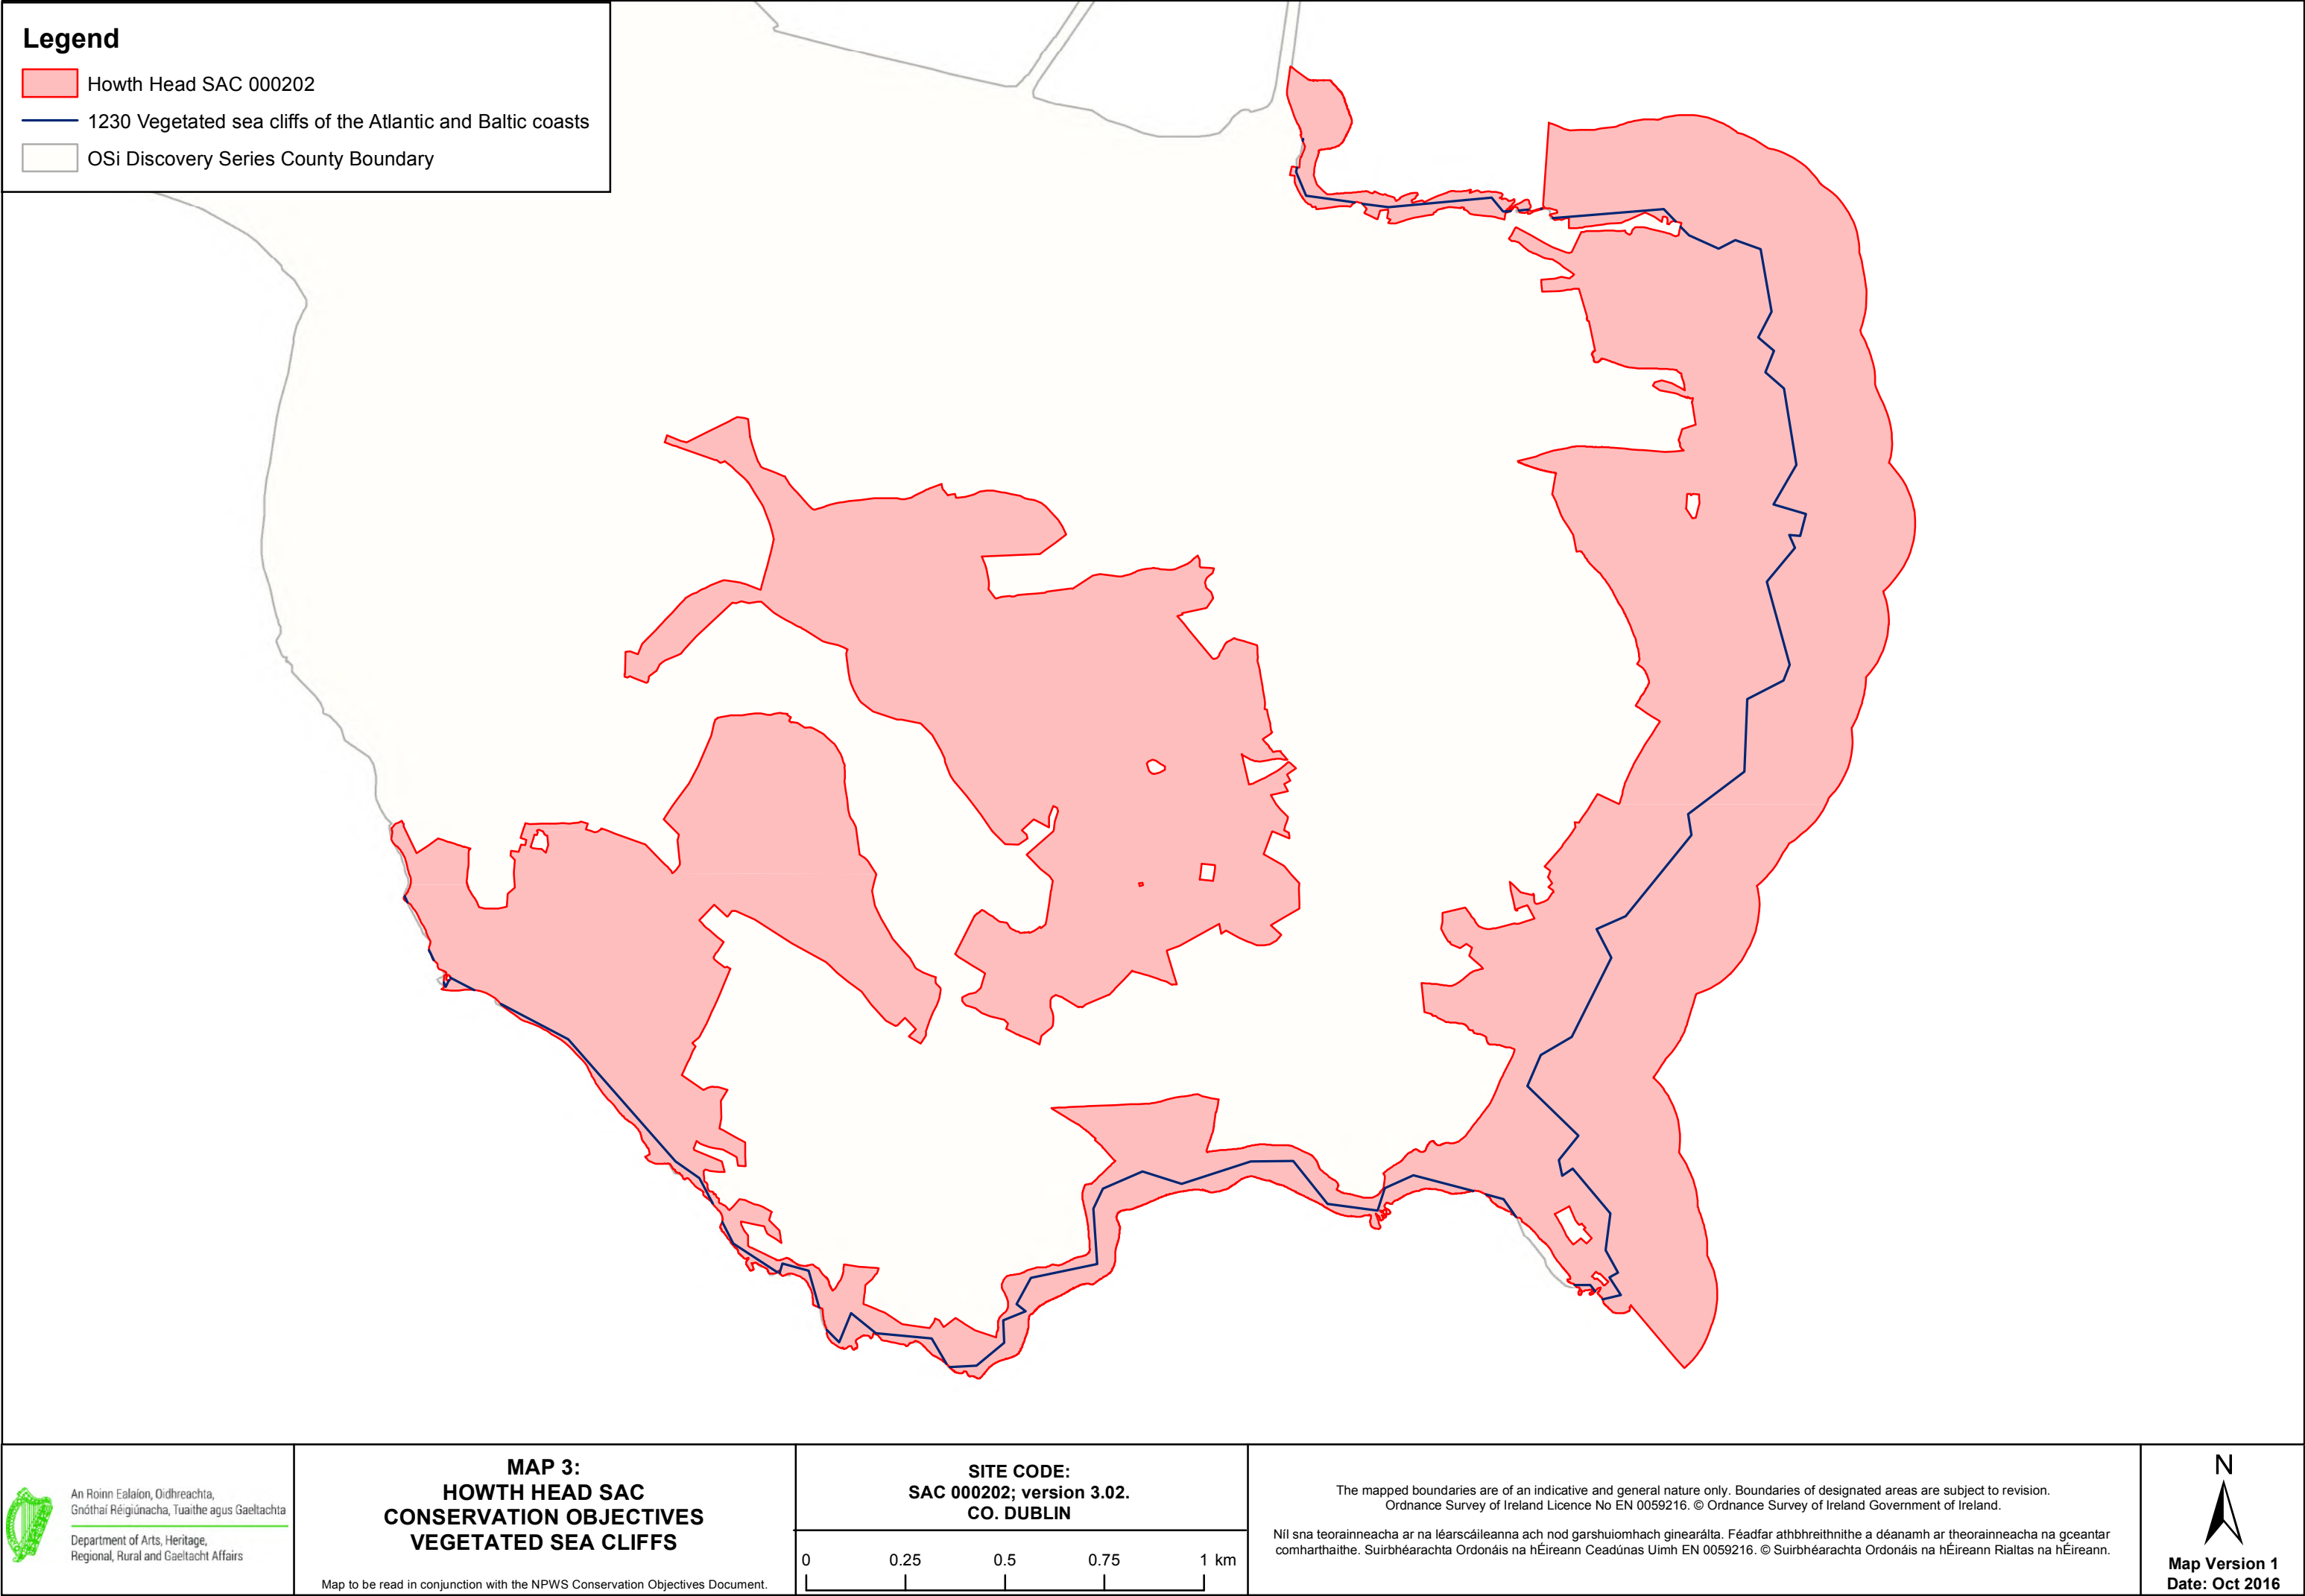 Legend
Howth Head SAC 000202
1230 Vegetated sea cliffs of the Atlantic and Baltic coasts
OSi Discovery Series County Boundary
An Roinn Ealaíon, Oidhreachta,
Gnóthaí Réigiúnacha, Tuaithe agus Gaeltachta
Department of Arts, Heritage,
Regional, Rural and Gaeltacht Affairs
MAP 3:
HOWTH HEAD SAC
CONSERVATION OBJECTIVES
VEGETATED SEA CLIFFS
Map to be read in conjunction with the NPWS Conservation Objectives Document.
SITE CODE:
SAC 000202; version 3.02.
CO. DUBLIN
0 0.25 0.5 0.75 1 km
The mapped boundaries are of an indicative and general nature only. Boundaries of designated areas are subject to revision.
Ordnance Survey of Ireland Licence No EN 0059216. © Ordnance Survey of Ireland Government of Ireland.
Níl sna teorainneacha ar na léarscáileanna ach nod garshuiomhach ginearálta. Féadfar athbhreithnithe a déanamh ar theorainneacha na gceantar
comharthaithe. Suirbhéarachta Ordonáis na hÉireann Ceadúnas Uimh EN 0059216. © Suirbhéarachta Ordonáis na hÉireann Rialtas na hÉireann.
N
Map Version 1
Date: Oct 2016